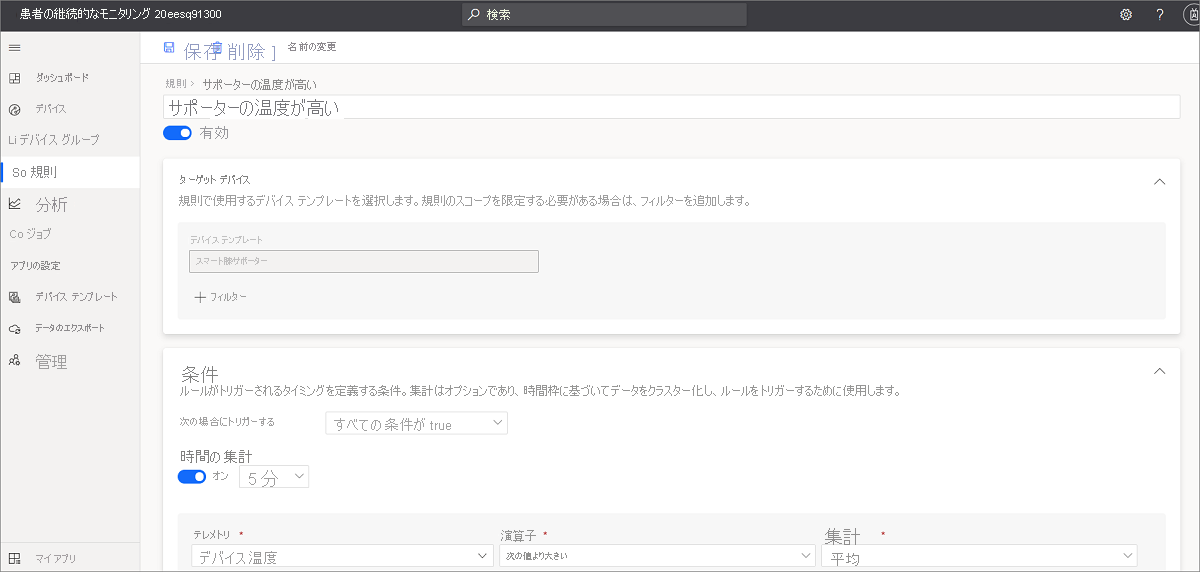 患者の継続的なモニタリング 20eesq91300
検索
?
保存 削除 ]
名前の変更
ダッシュボード
デバイス
Li デバイス グループ
So 規則
分析
Co ジョブ
アプリの設定
デバイス テンプレート
データのエクスポート
管理
マイ アプリ
規則 > サポーターの温度が高い
サポーターの温度が高い
有効
ターゲット デバイス
規則で使用するデバイス テンプレートを選択します。規則のスコープを限定する必要がある場合は、フィルターを追加します。
デバイス テンプレート
スマート膝サポーター
フィルター
条件
ルールがトリガーされるタイミングを定義する条件。集計はオプションであり、時間枠に基づいてデータをクラスター化し、ルールをトリガーするために使用します。
次の場合にトリガーする
すべての 条件が true
時間の 集計
オン
5 分
テレメトリ *
演算子 *
集計 *
デバイス温度
次の値より大きい
平均